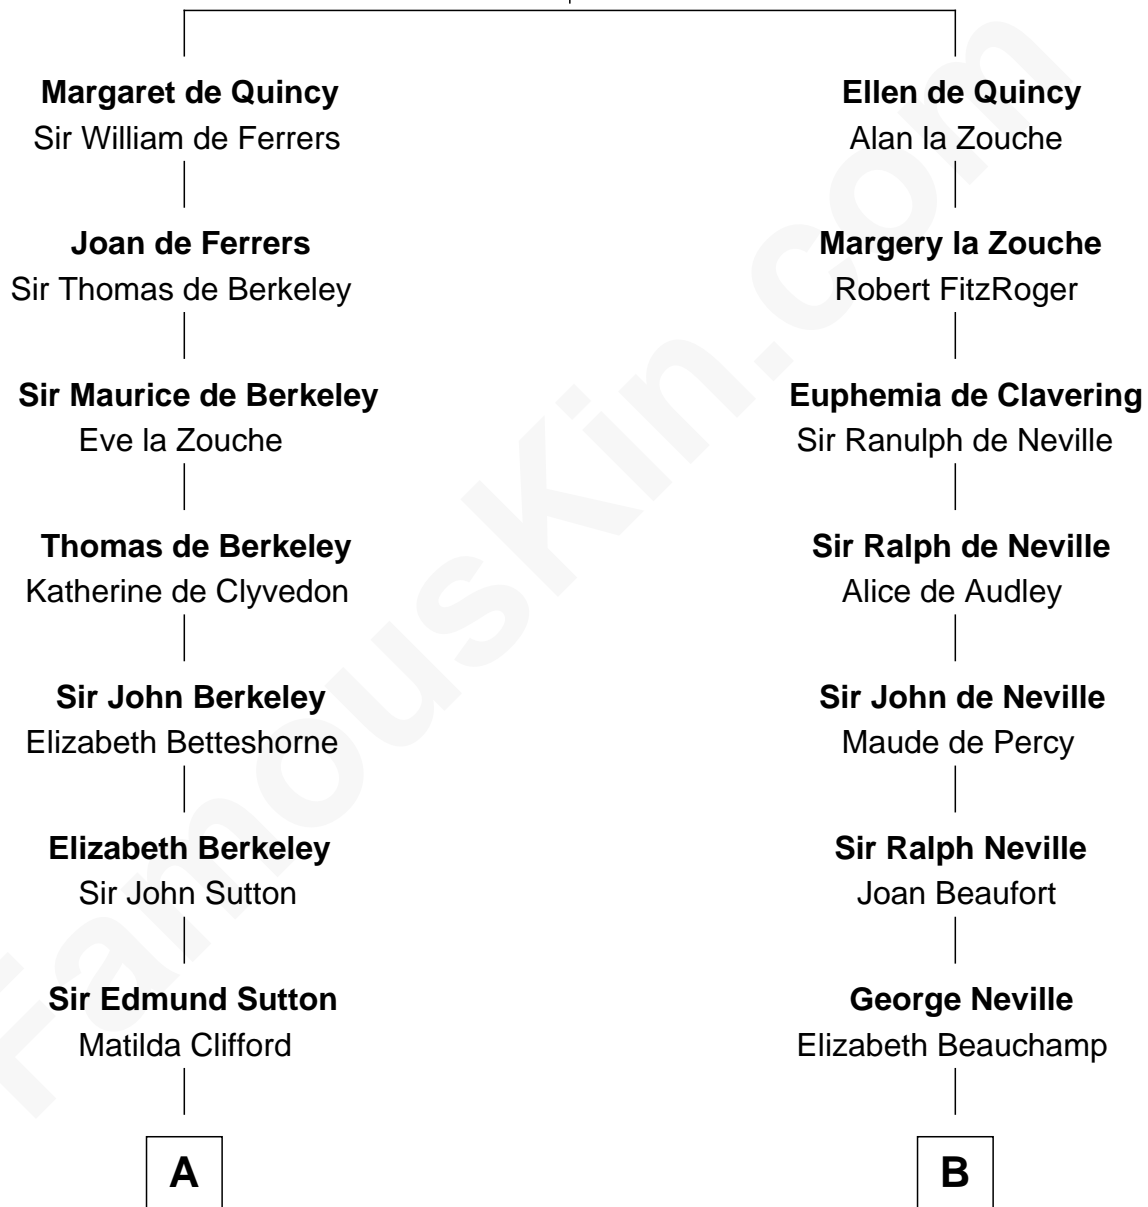 Margaret de Quincy
Sir William de Ferrers
Joan de Ferrers
Sir Thomas de Berkeley
Sir Maurice de Berkeley
Eve la Zouche
Thomas de Berkeley
Katherine de Clyvedon
Sir John Berkeley
Elizabeth Betteshorne
Elizabeth Berkeley
Sir John Sutton
Sir Edmund Sutton
Matilda Clifford
A
Ellen de Quincy
Alan la Zouche
Margery la Zouche
Robert FitzRoger
Euphemia de Clavering
Sir Ranulph de Neville
Sir Ralph de Neville
Alice de Audley
Sir John de Neville
Maude de Percy
Sir Ralph Neville
Joan Beaufort
George Neville
Elizabeth Beauchamp
B
FamousKin.com